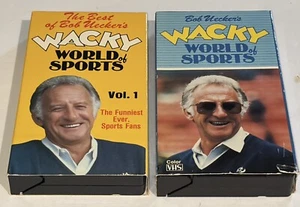 The Best
of Bob Uecker's
WACKY
WORLD of
SPORTS
Vol. 1
The Funniest
Ever.
Sports Fans
Bob Uecker's
WACKY
WORLD of
SPORTS
Color
VHS